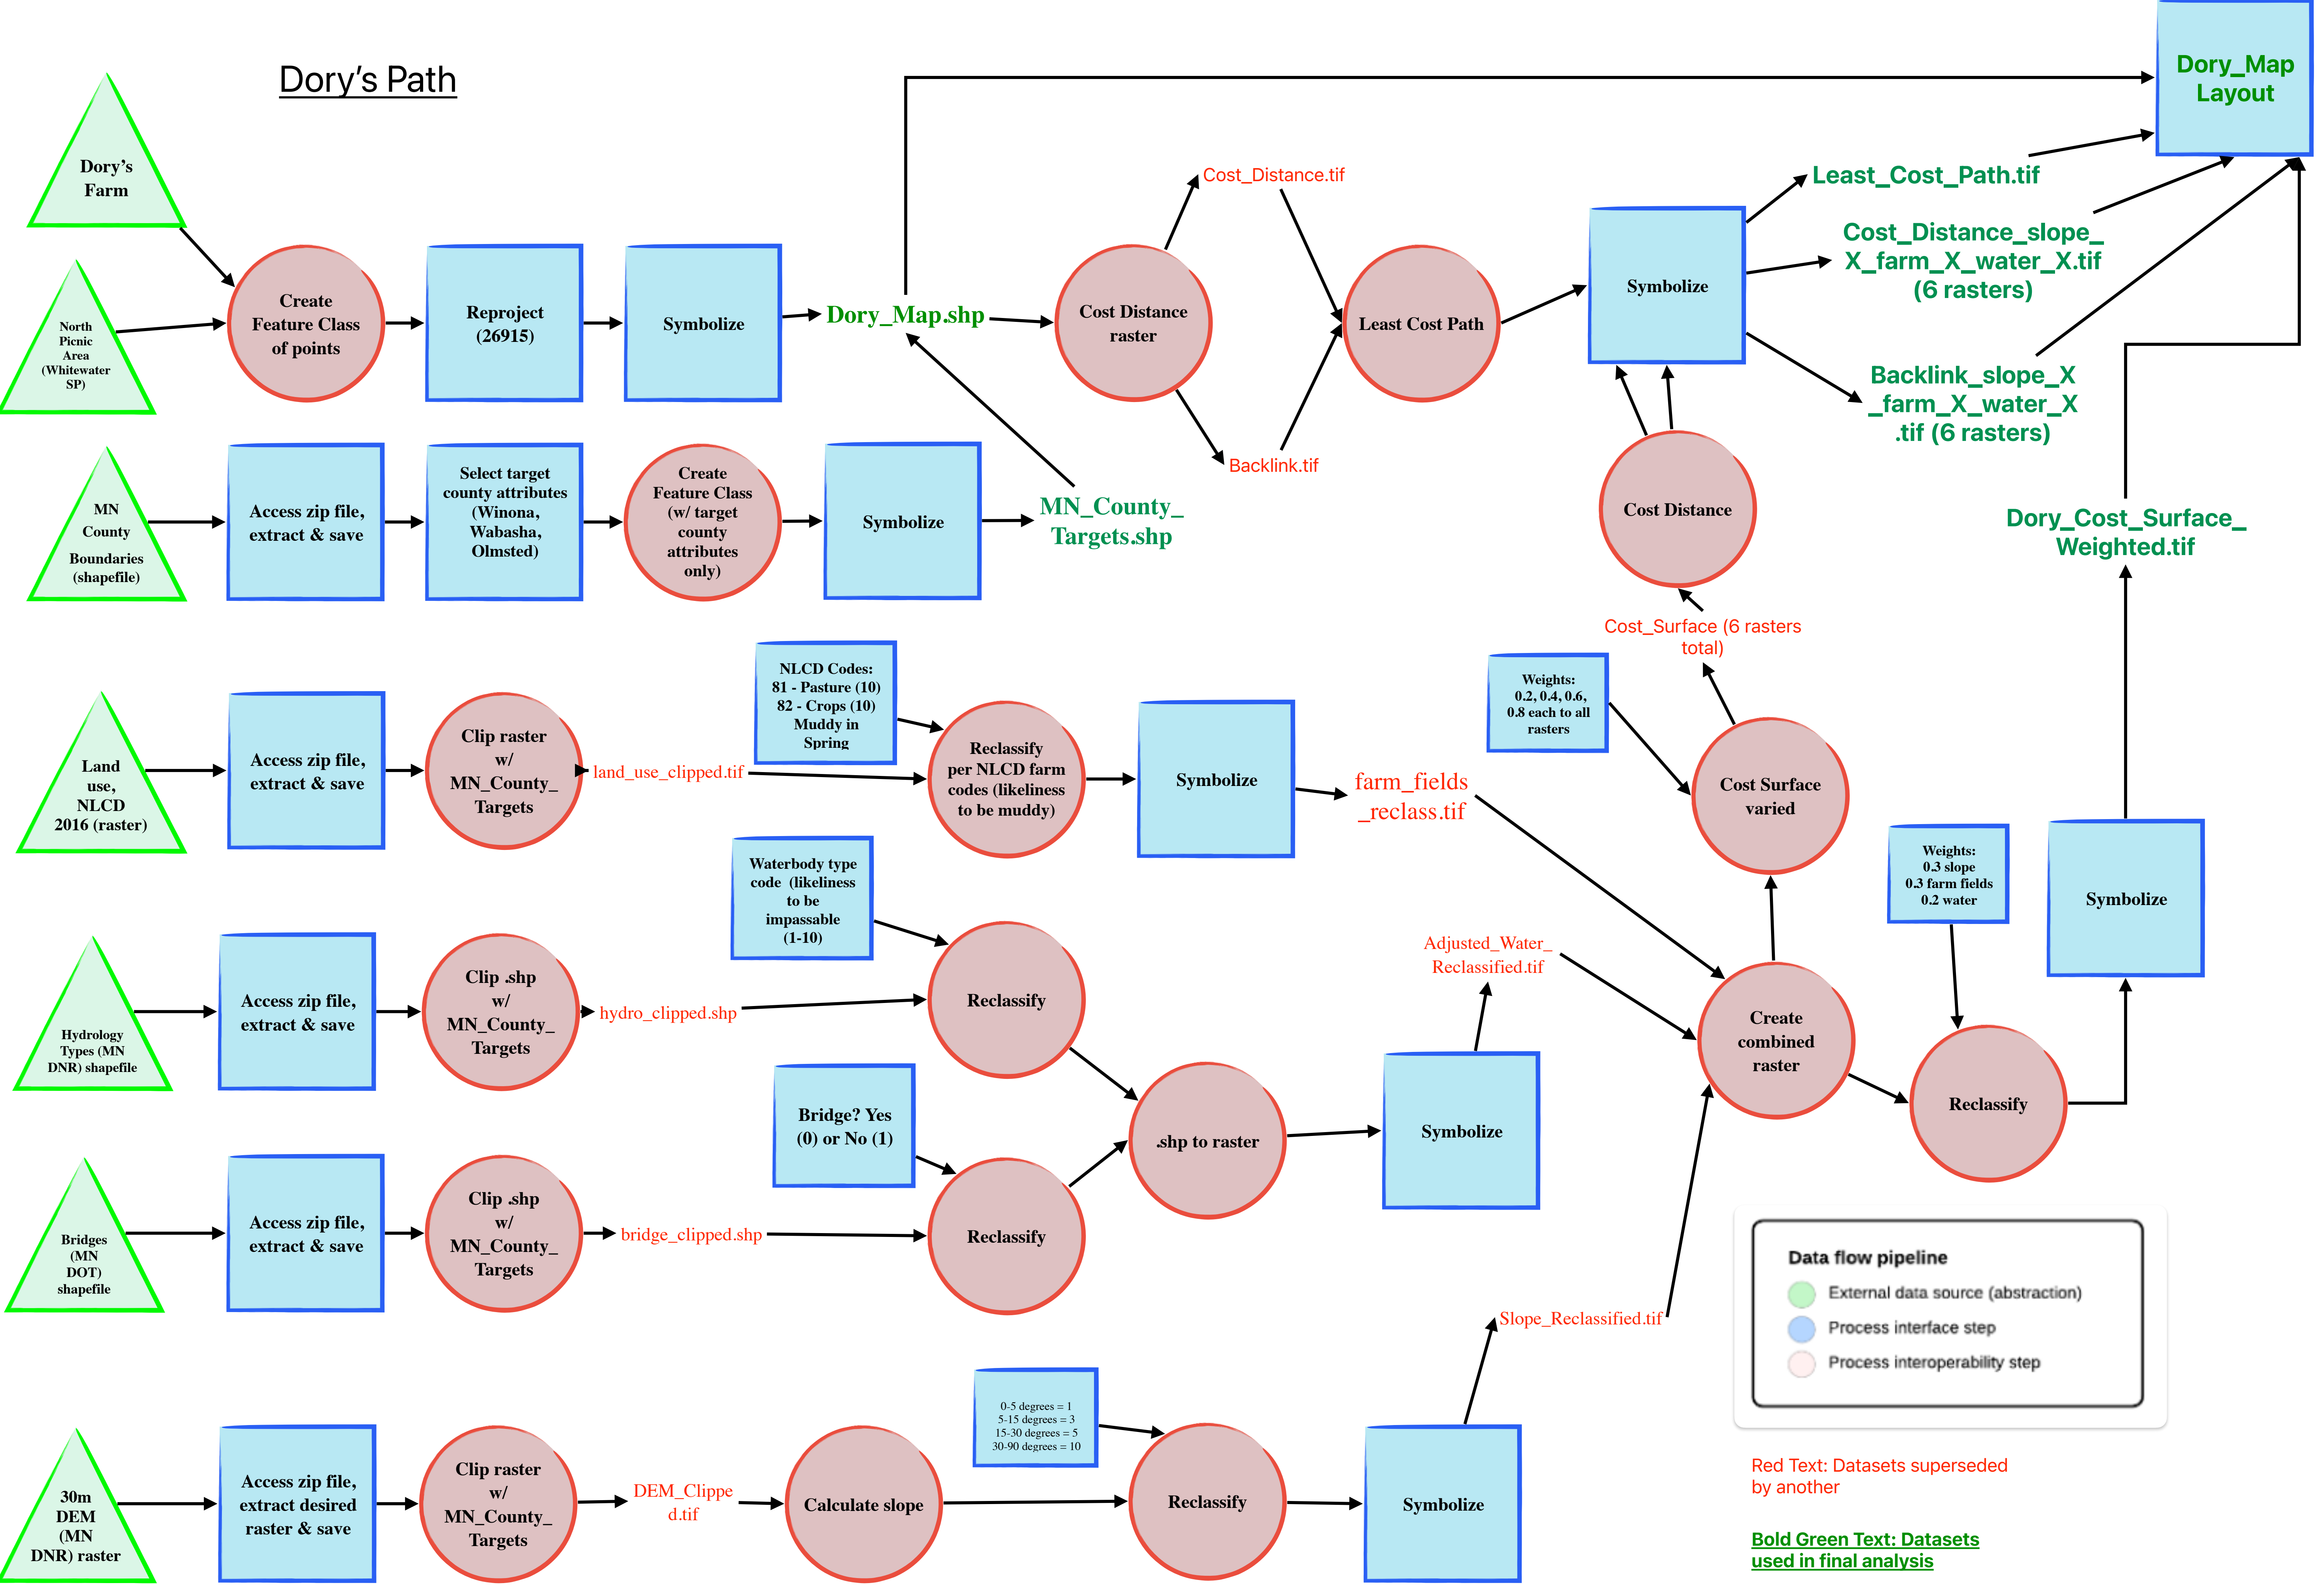 Dory's Path
Dory_Map
Layout
Dory's
Farm
North
Picnic
Area
(Whitewater
SP)
Create
Feature Class
of points
Reproject
(26915)
Symbolize
Dory_Map.shp
Cost Distance
raster
Cost_Distance.tif
Backlink.tif
Least Cost Path
Symbolize
Least_Cost_Path.tif
Cost_Distance_slope_
X_farm_X_water_X.tif
(6 rasters)
Backlink_slope_X
_farm_X_water_X
.tif (6 rasters)
MN
County
Boundaries
(shapefile)
Access zip file,
extract & save
Select target
county attributes
(Winona,
Wabasha,
Olmsted)
Create
Feature Class
(w/ target
county
attributes
only)
Symbolize
MN_County_
Targets.shp
Cost Distance
Dory_Cost_Surface_
Weighted.tif
Cost_Surface (6 rasters
total)
Land
use,
NLCD
2016 (raster)
Access zip file,
extract & save
Clip raster
w/
MN_County_
Targets
land_use_clipped.tif
NLCD Codes:
81 - Pasture (10)
82 - Crops (10)
Muddy in
Spring
Reclassify
per NLCD farm
codes (likeliness
to be muddy)
Symbolize
farm_fields
_reclass.tif
Weights:
0.2, 0.4, 0.6,
0.8 each to all
rasters
Cost Surface
varied
Weights:
0.3 slope
0.3 farm fields
0.2 water
Symbolize
Hydrology
Types (MN
DNR) shapefile
Access zip file,
extract & save
Clip .shp
w/
MN_County_
Targets
hydro_clipped.shp
Waterbody type
code (likeliness
to be
impassable
(1-10)
Reclassify
Adjusted_Water_
Reclassified.tif
Create
combined
raster
Reclassify
Bridges
(MN
DOT)
shapefile
Access zip file,
extract & save
Clip .shp
w/
MN_County_
Targets
bridge_clipped.shp
Bridge? Yes
(0) or No (1)
Reclassify
.shp to raster
Symbolize
Slope_Reclassified.tif
30m
DEM
(MN
DNR) raster
Access zip file,
extract desired
raster & save
Clip raster
w/
MN_County_
Targets
DEM_Clippe
d.tif
Calculate slope
0-5 degrees = 1
5-15 degrees = 3
15-30 degrees = 5
30-90 degrees = 10
Reclassify
Symbolize
Data flow pipeline
External data source (abstraction)
Process interface step
Process interoperability step
Red Text: Datasets superseded
by another
Bold Green Text: Datasets
used in final analysis